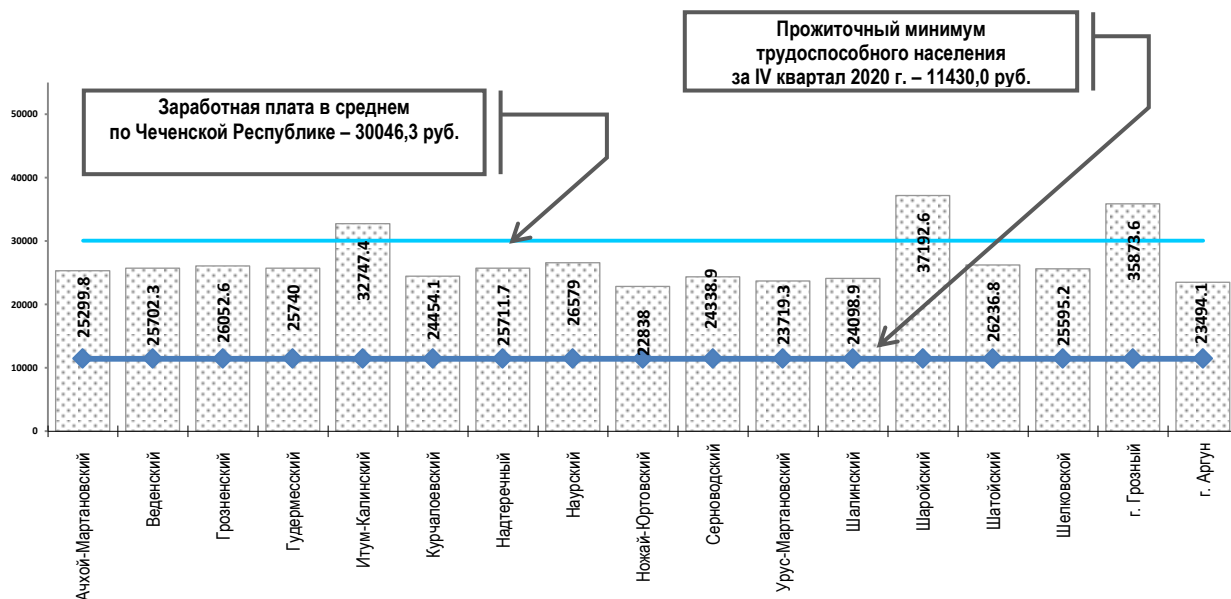 Прожиточный минимум
трудоспособного населения
за IV квартал 2020 г. – 11430,0 руб.
Заработная плата в среднем
по Чеченской Республике – 30046,3 руб.
50000
40000
30000
20000
10000
0
25299.8
25702.3
26052.6
25740
32747.4
24454.1
25711.7
26579
22838
24338.9
23719.3
24098.9
37192.6
26236.8
25595.2
35873.6
23494.1
Ачхой-Мартановский
Веденский
Грозненский
Гудермесский
Итум-Калинский
Курчалоевский
Надтеречный
Наурский
Ножай-Юртовский
Серноводский
Урус-Мартановский
Шалинский
Шаройский
Шатойский
Шелковской
г. Грозный
г. Аргун